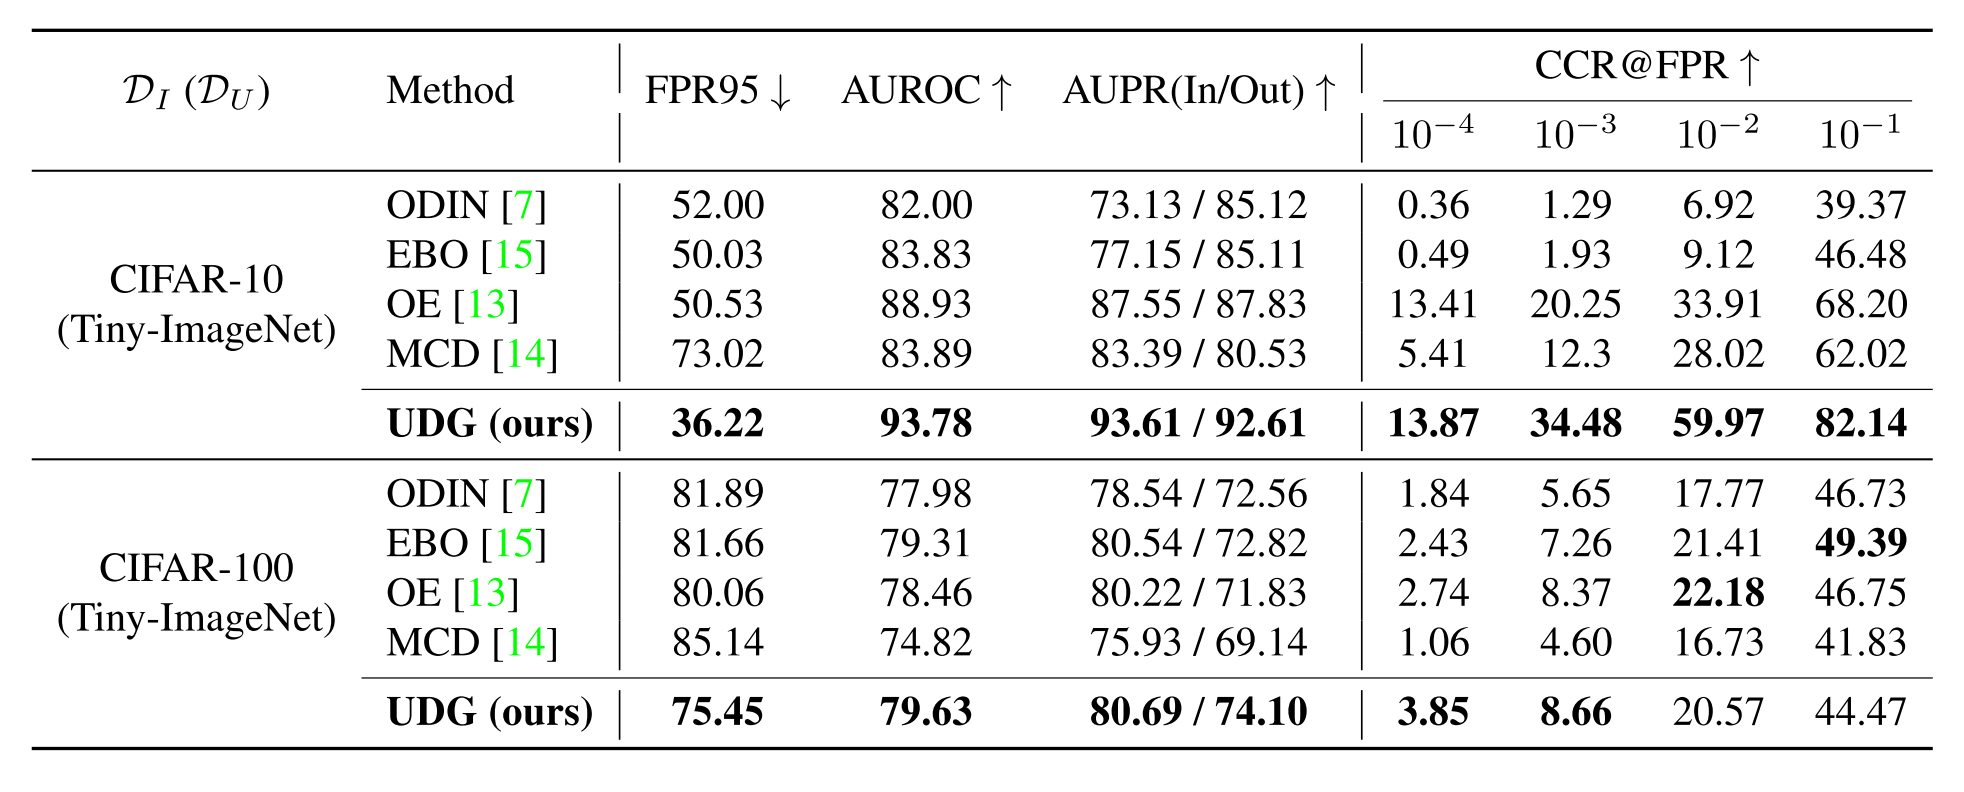 𝒟_I (𝒟_U) Method FPR95 ↓ AUROC ↑ AUPR(In/Out) ↑ CCR@FPR ↑
10⁻⁴ 10⁻³ 10⁻² 10⁻¹
CIFAR-10
(Tiny-ImageNet)
ODIN [7] 52.00 82.00 73.13 / 85.12 0.36 1.29 6.92 39.37
EBO [15] 50.03 83.83 77.15 / 85.11 0.49 1.93 9.12 46.48
OE [13] 50.53 88.93 87.55 / 87.83 13.41 20.25 33.91 68.20
MCD [14] 73.02 83.89 83.39 / 80.53 5.41 12.3 28.02 62.02
UDG (ours) 36.22 93.78 93.61 / 92.61 13.87 34.48 59.97 82.14
CIFAR-100
(Tiny-ImageNet)
ODIN [7] 81.89 77.98 78.54 / 72.56 1.84 5.65 17.77 46.73
EBO [15] 81.66 79.31 80.54 / 72.82 2.43 7.26 21.41 49.39
OE [13] 80.06 78.46 80.22 / 71.83 2.74 8.37 22.18 46.75
MCD [14] 85.14 74.82 75.93 / 69.14 1.06 4.60 16.73 41.83
UDG (ours) 75.45 79.63 80.69 / 74.10 3.85 8.66 20.57 44.47